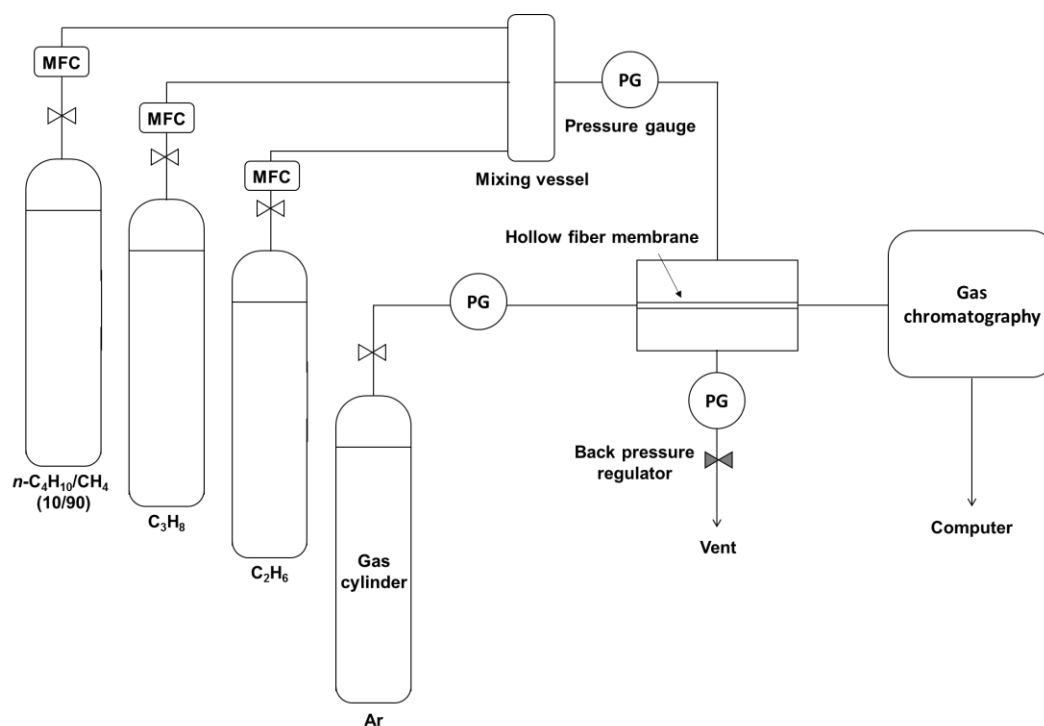 MFC
PG
MFC
Pressure gauge
MFC
Mixing vessel
Hollow fiber membrane
PG
Gas
chromatography
PG
Back pressure
regulator
n-C₄H₁₀/CH₄
(10/90)
C₃H₈
Vent
Computer
C₂H₆
Gas
cylinder
Ar